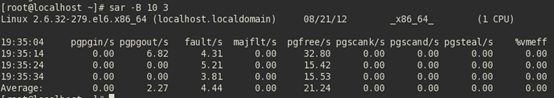 [root@localhost ~]# sar -B 10 3
Linux 2.6.32-279.el6.x86_64 (localhost.localdomain) 08/21/12 _x86_64_ (1 CPU)
19:35:04 pgpgin/s pgpgout/s fault/s majflt/s pgfree/s pgscank/s pgscand/s pgsteal/s %vmeff
19:35:14 0.00 6.82 4.31 0.00 32.80 0.00 0.00 0.00 0.00
19:35:24 0.00 0.00 5.21 0.00 15.42 0.00 0.00 0.00 0.00
19:35:34 0.00 0.00 3.81 0.00 15.53 0.00 0.00 0.00 0.00
Average: 0.00 2.27 4.44 0.00 21.24 0.00 0.00 0.00 0.00
[root@localhost ~]#